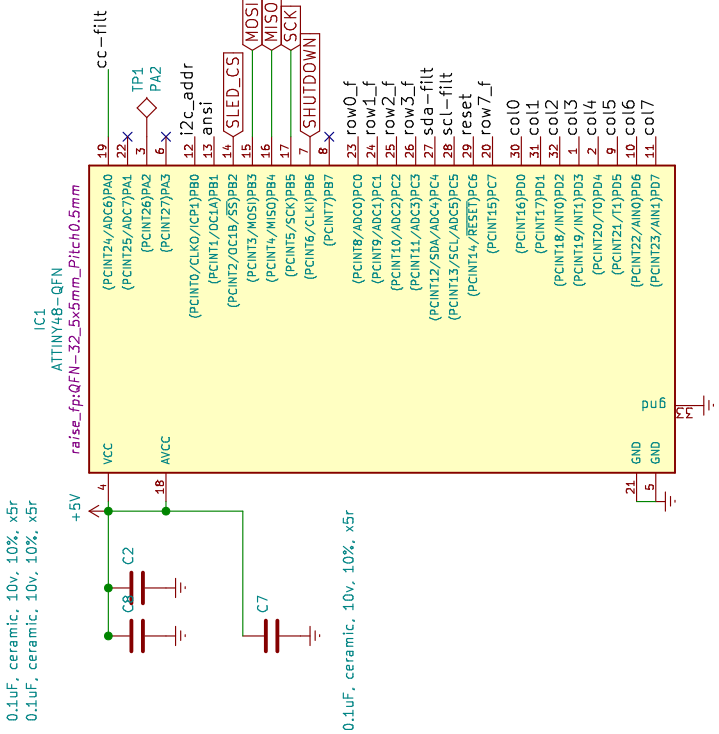 IC1
ATTINY48-QFN
raise_fp:QFN-32_5x5mm_Pitch0.5mm
cc-filt
TP1
PA2
i2c_addr
ansi
SLED_CS
MOSI
MISO
SCK
SHUTDOWN
row0_f
row1_f
row2_f
row3_f
sda-filt
scl-filt
reset
row7_f
col0
col1
col2
col3
col4
col5
col6
col7
19
22
3
6
12
13
14
15
16
17
7
8
23
24
25
26
27
28
29
20
30
31
32
1
2
9
10
11
(PCINT24/ADC6)PA0
(PCINT25/ADC7)PA1
(PCINT26)PA2
(PCINT27)PA3
(PCINT0/CLKO/ICP1)PB0
(PCINT1/OC1A)PB1
(PCINT2/OC1B/SS)PB2
(PCINT3/MOSI)PB3
(PCINT4/MISO)PB4
(PCINT5/SCK)PB5
(PCINT6/CLKI)PB6
(PCINT7)PB7
(PCINT8/ADC0)PC0
(PCINT9/ADC1)PC1
(PCINT10/ADC2)PC2
(PCINT11/ADC3)PC3
(PCINT12/SDA/ADC4)PC4
(PCINT13/SCL/ADC5)PC5
(PCINT14/RESET)PC6
(PCINT15)PC7
(PCINT16)PD0
(PCINT17)PD1
(PCINT18/INT0)PD2
(PCINT19/INT1)PD3
(PCINT20/T0)PD4
(PCINT21/T1)PD5
(PCINT22/AIN0)PD6
(PCINT23/AIN1)PD7
gnd
33
VCC
AVCC
GND
GND
4
18
21
5
+5V
C2
C8
C7
0.1uF, ceramic, 10v, 10%, x5r
0.1uF, ceramic, 10v, 10%, x5r
0.1uF, ceramic, 10v, 10%, x5r